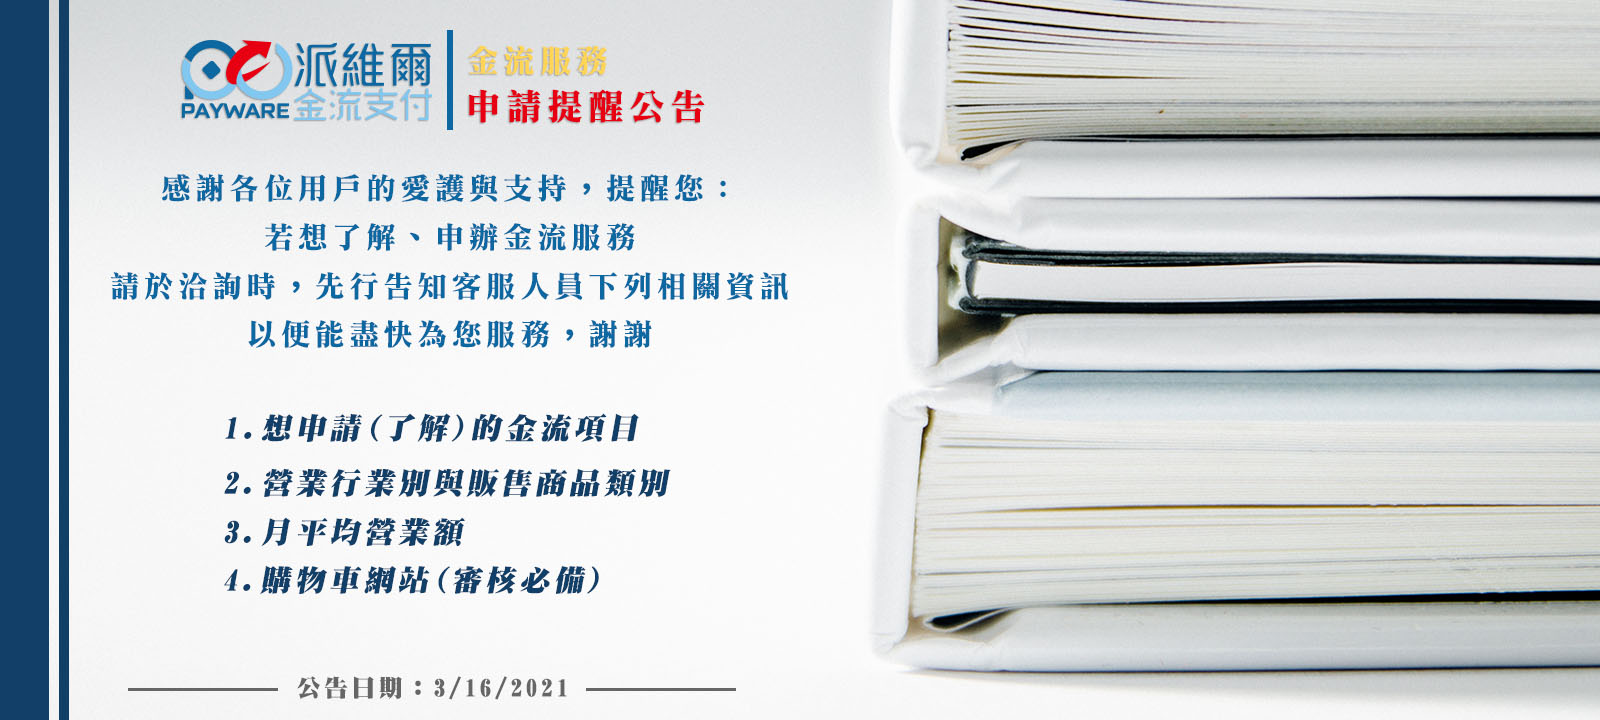 派維爾
PAYWARE 金流支付
金流服務
申請提醒公告
感謝各位用戶的愛護與支持，提醒您：
若想了解、申辦金流服務
請於洽詢時，先行告知客服人員下列相關資訊
以便能盡快為您服務，謝謝
1.想申請(了解)的金流項目
2.營業行業別與販售商品類別
3.月平均營業額
4.購物車網站(審核必備)
公告日期：3/16/2021